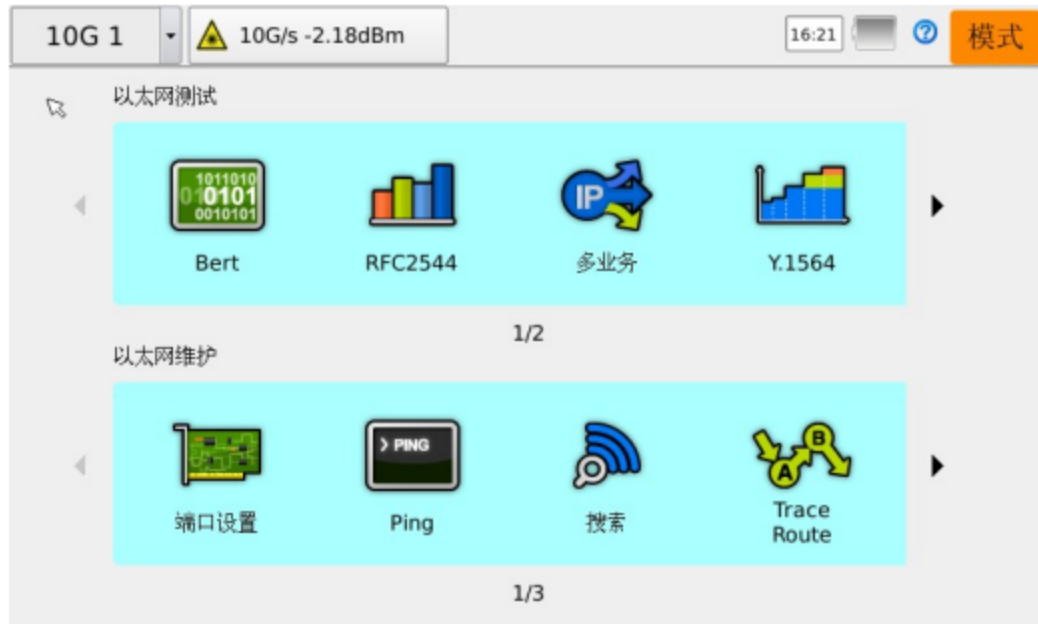 10G 1
10G/s -2.18dBm
16:21
?
模式
以太网测试
1011010
010101
0010101
IP
Bert
RFC2544
多业务
Y.1564
1/2
以太网维护
> PING
A
B
端口设置
Ping
搜索
Trace
Route
1/3